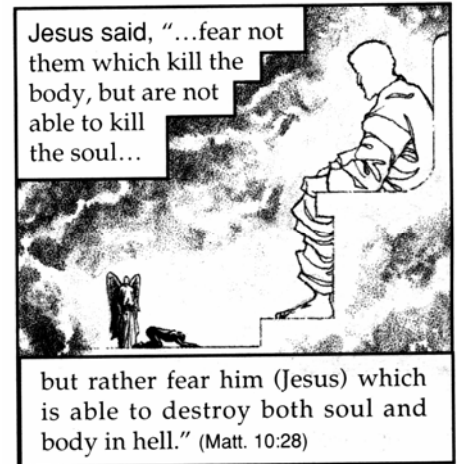 Jesus said, “...fear not
them which kill the
body, but are not
able to kill
the soul...
but rather fear him (Jesus) which
is able to destroy both soul and
body in hell.” (Matt. 10:28)